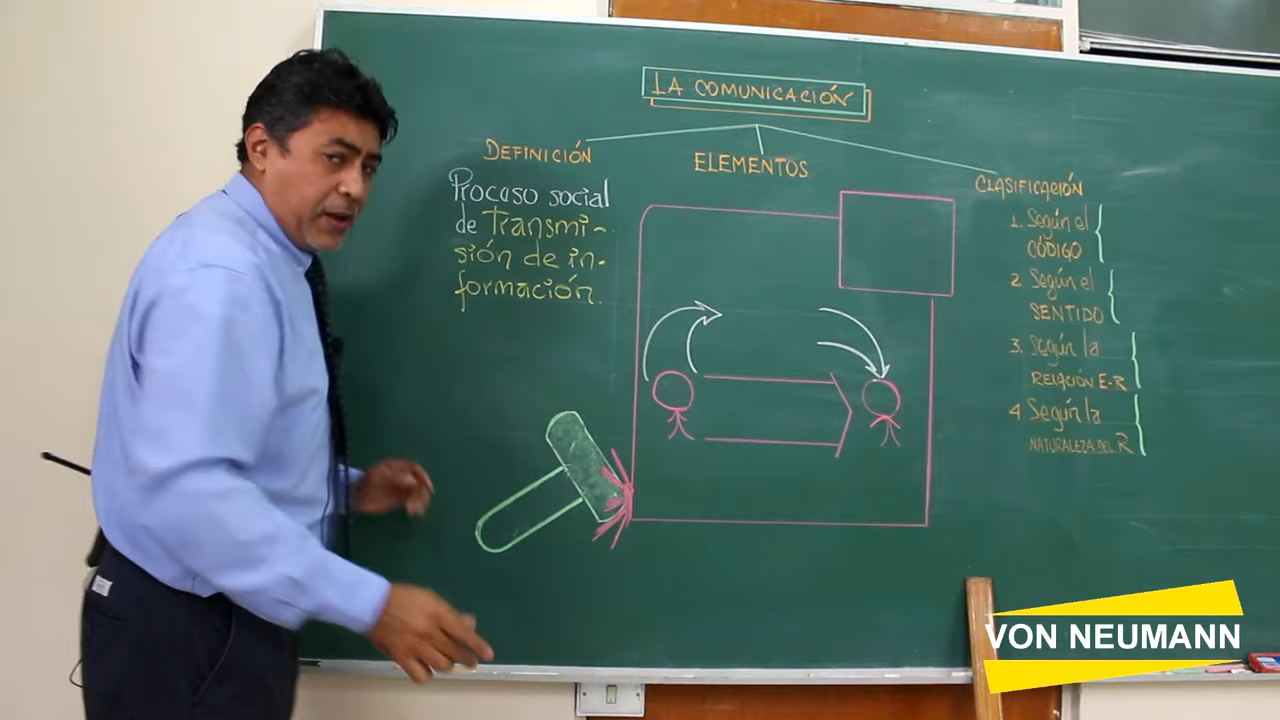 LA COMUNICACIÓN
DEFINICIÓN
Procaso social
de Transmi-
sión de in-
formación.
ELEMENTOS
CLASIFICACIÓN
1. Según el
CÓDIGO
2. Según el
SENTIDO
3. Según la
RELACIÓN E-R
4. Según la
NATURALEZA DEL R
VON NEUMANN